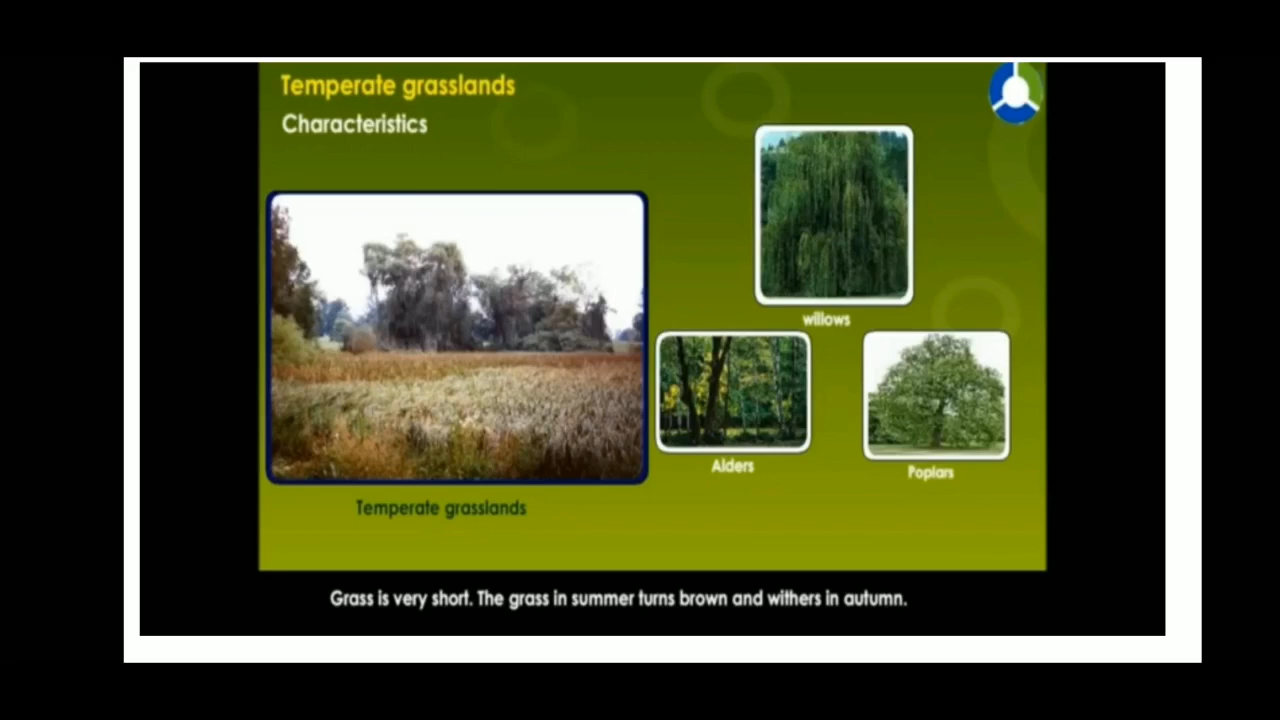 Temperate grasslands
Characteristics
willows
Alders
Poplars
Temperate grasslands
Grass is very short. The grass in summer turns brown and withers in autumn.